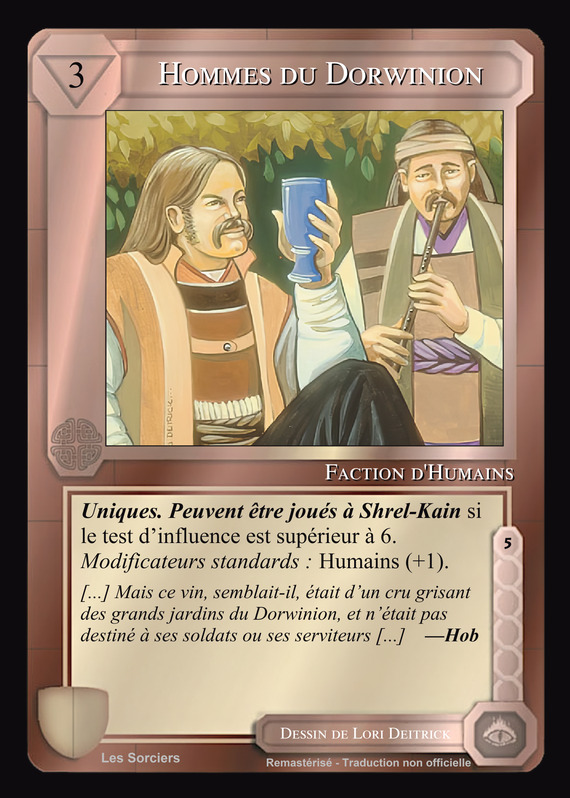 3
Hommes du Dorwinion
Faction d'Humains
Uniques. Peuvent être joués à Shrel-Kain si
le test d'influence est supérieur à 6.
Modificateurs standards : Humains (+1).
5
[...] Mais ce vin, semblait-il, était d'un cru grisant
des grands jardins du Dorwinion, et n'était pas
destiné à ses soldats ou ses serviteurs [...] —Hob
Dessin de Lori Deitrick
Les Sorciers
Remastérisé - Traduction non officielle